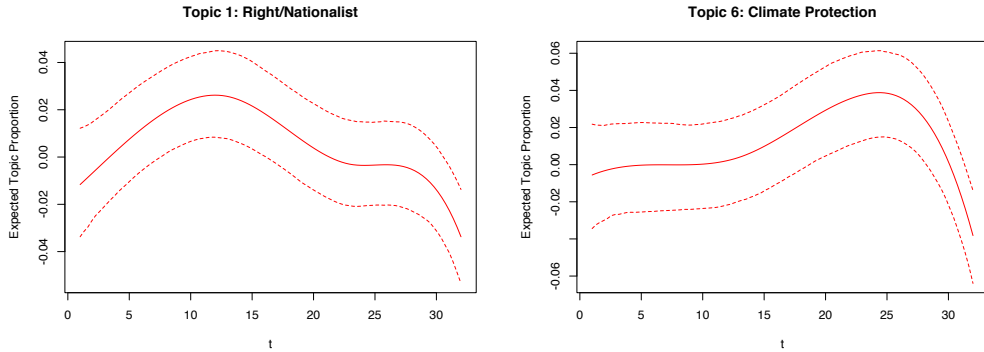 Topic 1: Right/Nationalist
Expected Topic Proportion
0.04
0.02
0.00
-0.02
-0.04
0 5 10 15 20 25 30
t
Topic 6: Climate Protection
Expected Topic Proportion
0.06
0.04
0.02
0.00
-0.02
-0.06
0 5 10 15 20 25 30
t